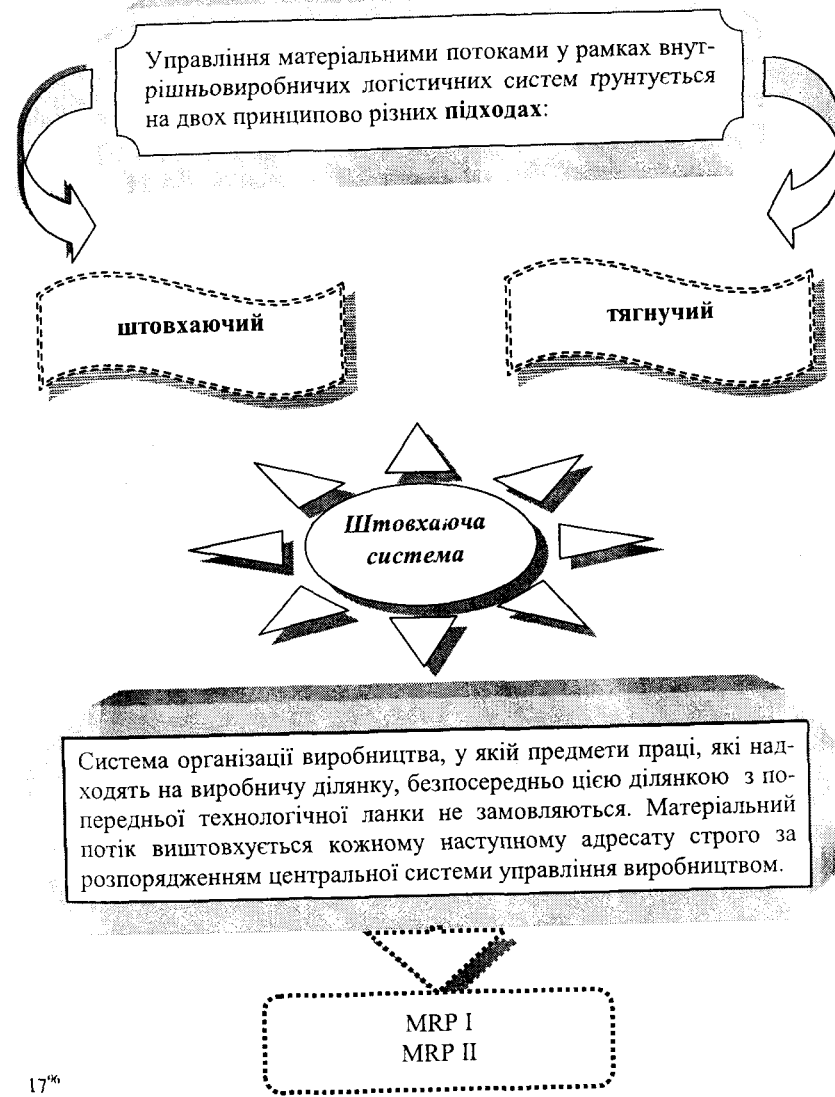 Управління матеріальними потоками у рамках внут-
рішньовиробничих логістичних систем ґрунтується
на двох принципово різних підходах:
штовхаючий
тягнучий
Штовхаюча
система
Система організації виробництва, у якій предмети праці, які над-
ходять на виробничу ділянку, безпосередньо цією ділянкою з по-
передньої технологічної ланки не замовляються. Матеріальний
потік виштовхується кожному наступному адресату строго за
розпорядженням центральної системи управління виробництвом.
MRP I
MRP II
17*